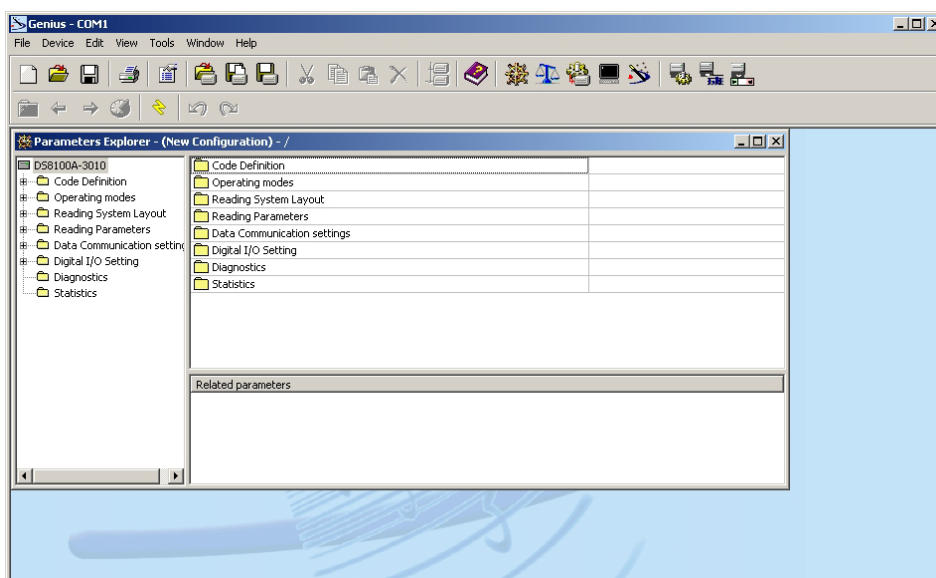 Genius - COM1
File Device Edit View Tools Window Help
Parameters Explorer - (New Configuration) - /
DS8100A-3010
Code Definition
Operating modes
Reading System Layout
Reading Parameters
Data Communication setting
Digital I/O Setting
Diagnostics
Statistics
Code Definition
Operating modes
Reading System Layout
Reading Parameters
Data Communication settings
Digital I/O Setting
Diagnostics
Statistics
Related parameters